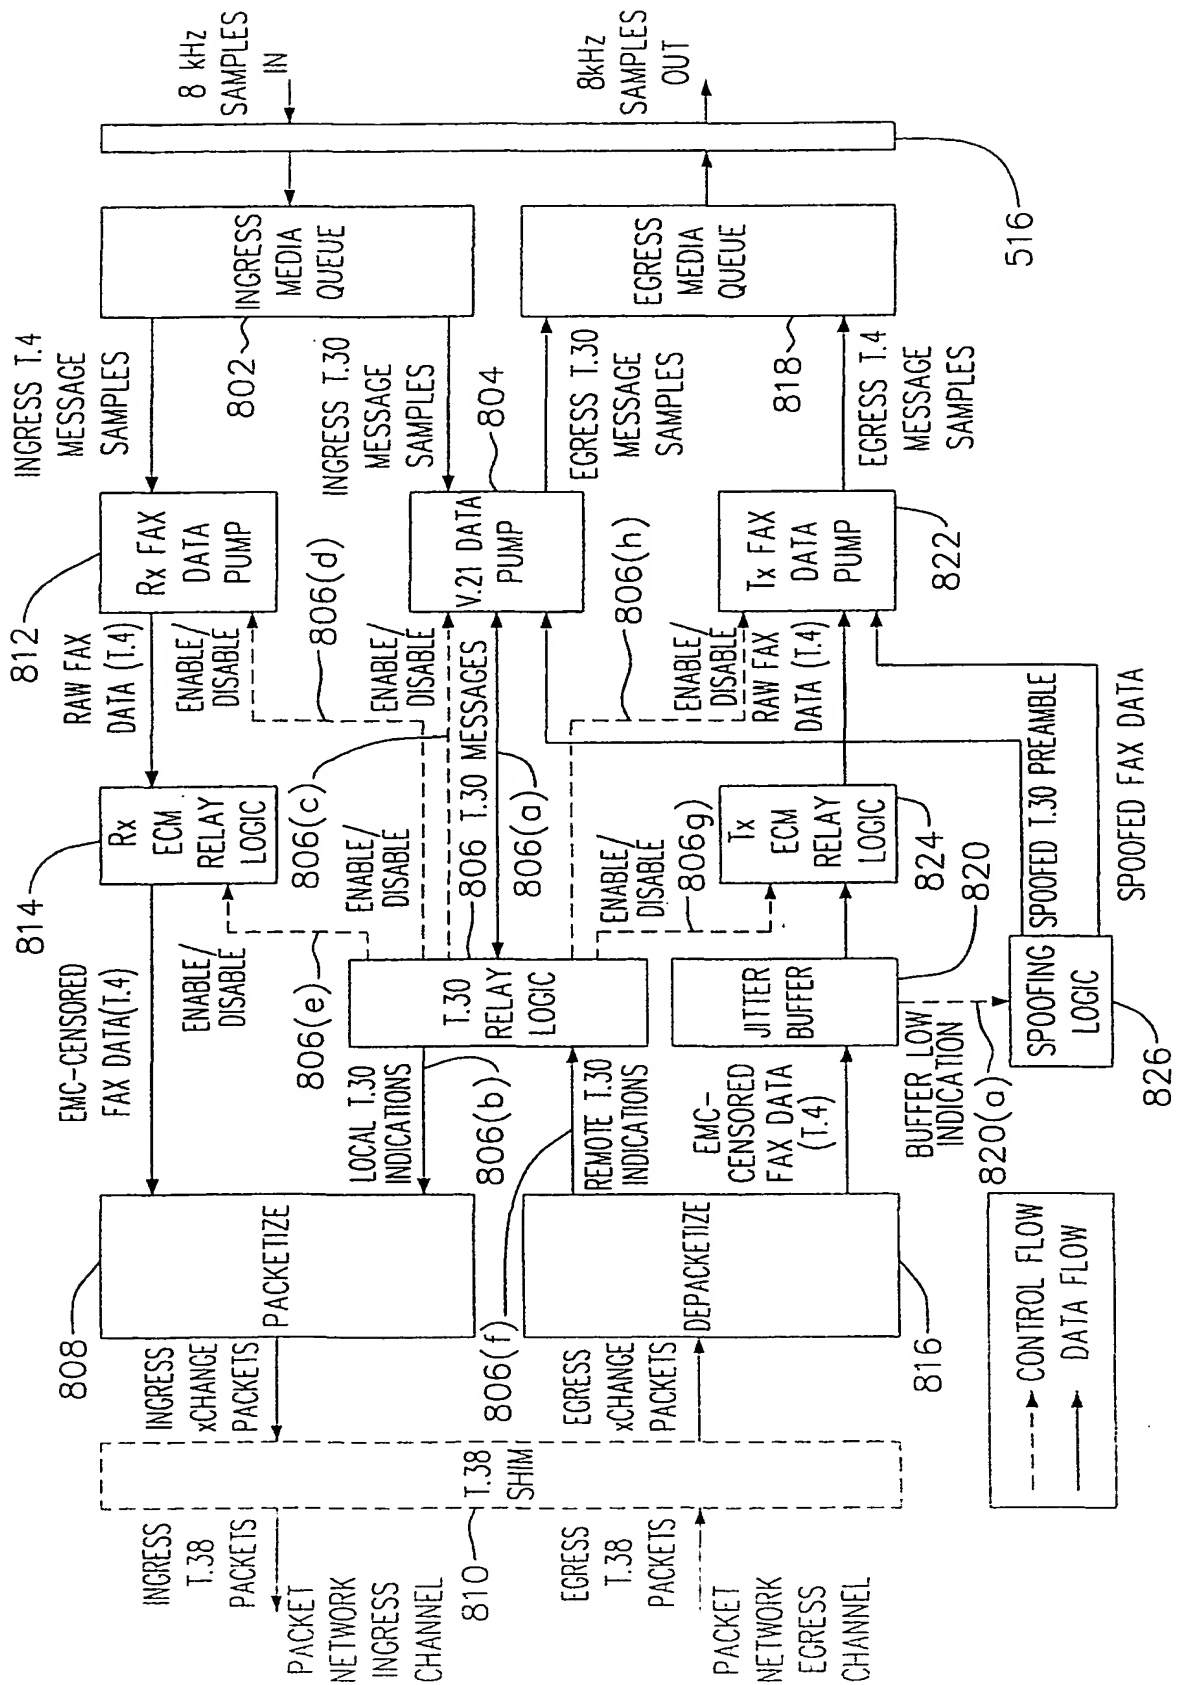 8 kHz
SAMPLES
IN
8kHz
SAMPLES
OUT
516
INGRESS
MEDIA
QUEUE
802
EGRESS
MEDIA
QUEUE
818
INGRESS T.4
MESSAGE
SAMPLES
INGRESS T.30
MESSAGE
SAMPLES
EGRESS T.30
MESSAGE
SAMPLES
EGRESS T.4
MESSAGE
SAMPLES
812
Rx FAX
DATA
PUMP
804
V.21 DATA
PUMP
Tx FAX
DATA
PUMP
822
RAW FAX
DATA (T.4)
ENABLE/
DISABLE
806(d)
ENABLE/
DISABLE
806(h)
ENABLE/
DISABLE
RAW FAX
DATA (T.4)
814
Rx
ECM
RELAY
LOGIC
806(c)
ENABLE/
DISABLE
806 T.30 MESSAGES
806(a)
ENABLE/
DISABLE
806g)
Tx
ECM
RELAY
LOGIC
824
820
SPOOFED T.30 PREAMBLE
SPOOFED FAX DATA
EMC-CENSORED
FAX DATA(T.4)
ENABLE/
DISABLE
806(e)
T.30
RELAY
LOGIC
JITTER
BUFFER
SPOOFING
LOGIC
826
LOCAL T.30
INDICATIONS
806(b)
REMOTE T.30
INDICATIONS
EMC-
CENSORED
FAX DATA
(T.4)
BUFFER LOW
INDICATION
820(a)
808
PACKETIZE
806(f)
DEPACKETIZE
816
INGRESS
xCHANGE
PACKETS
EGRESS
xCHANGE
PACKETS
T.38
SHIM
810
INGRESS
T.38
PACKETS
EGRESS
T.38
PACKETS
PACKET
NETWORK
INGRESS
CHANNEL
PACKET
NETWORK
EGRESS
CHANNEL
CONTROL FLOW
DATA FLOW